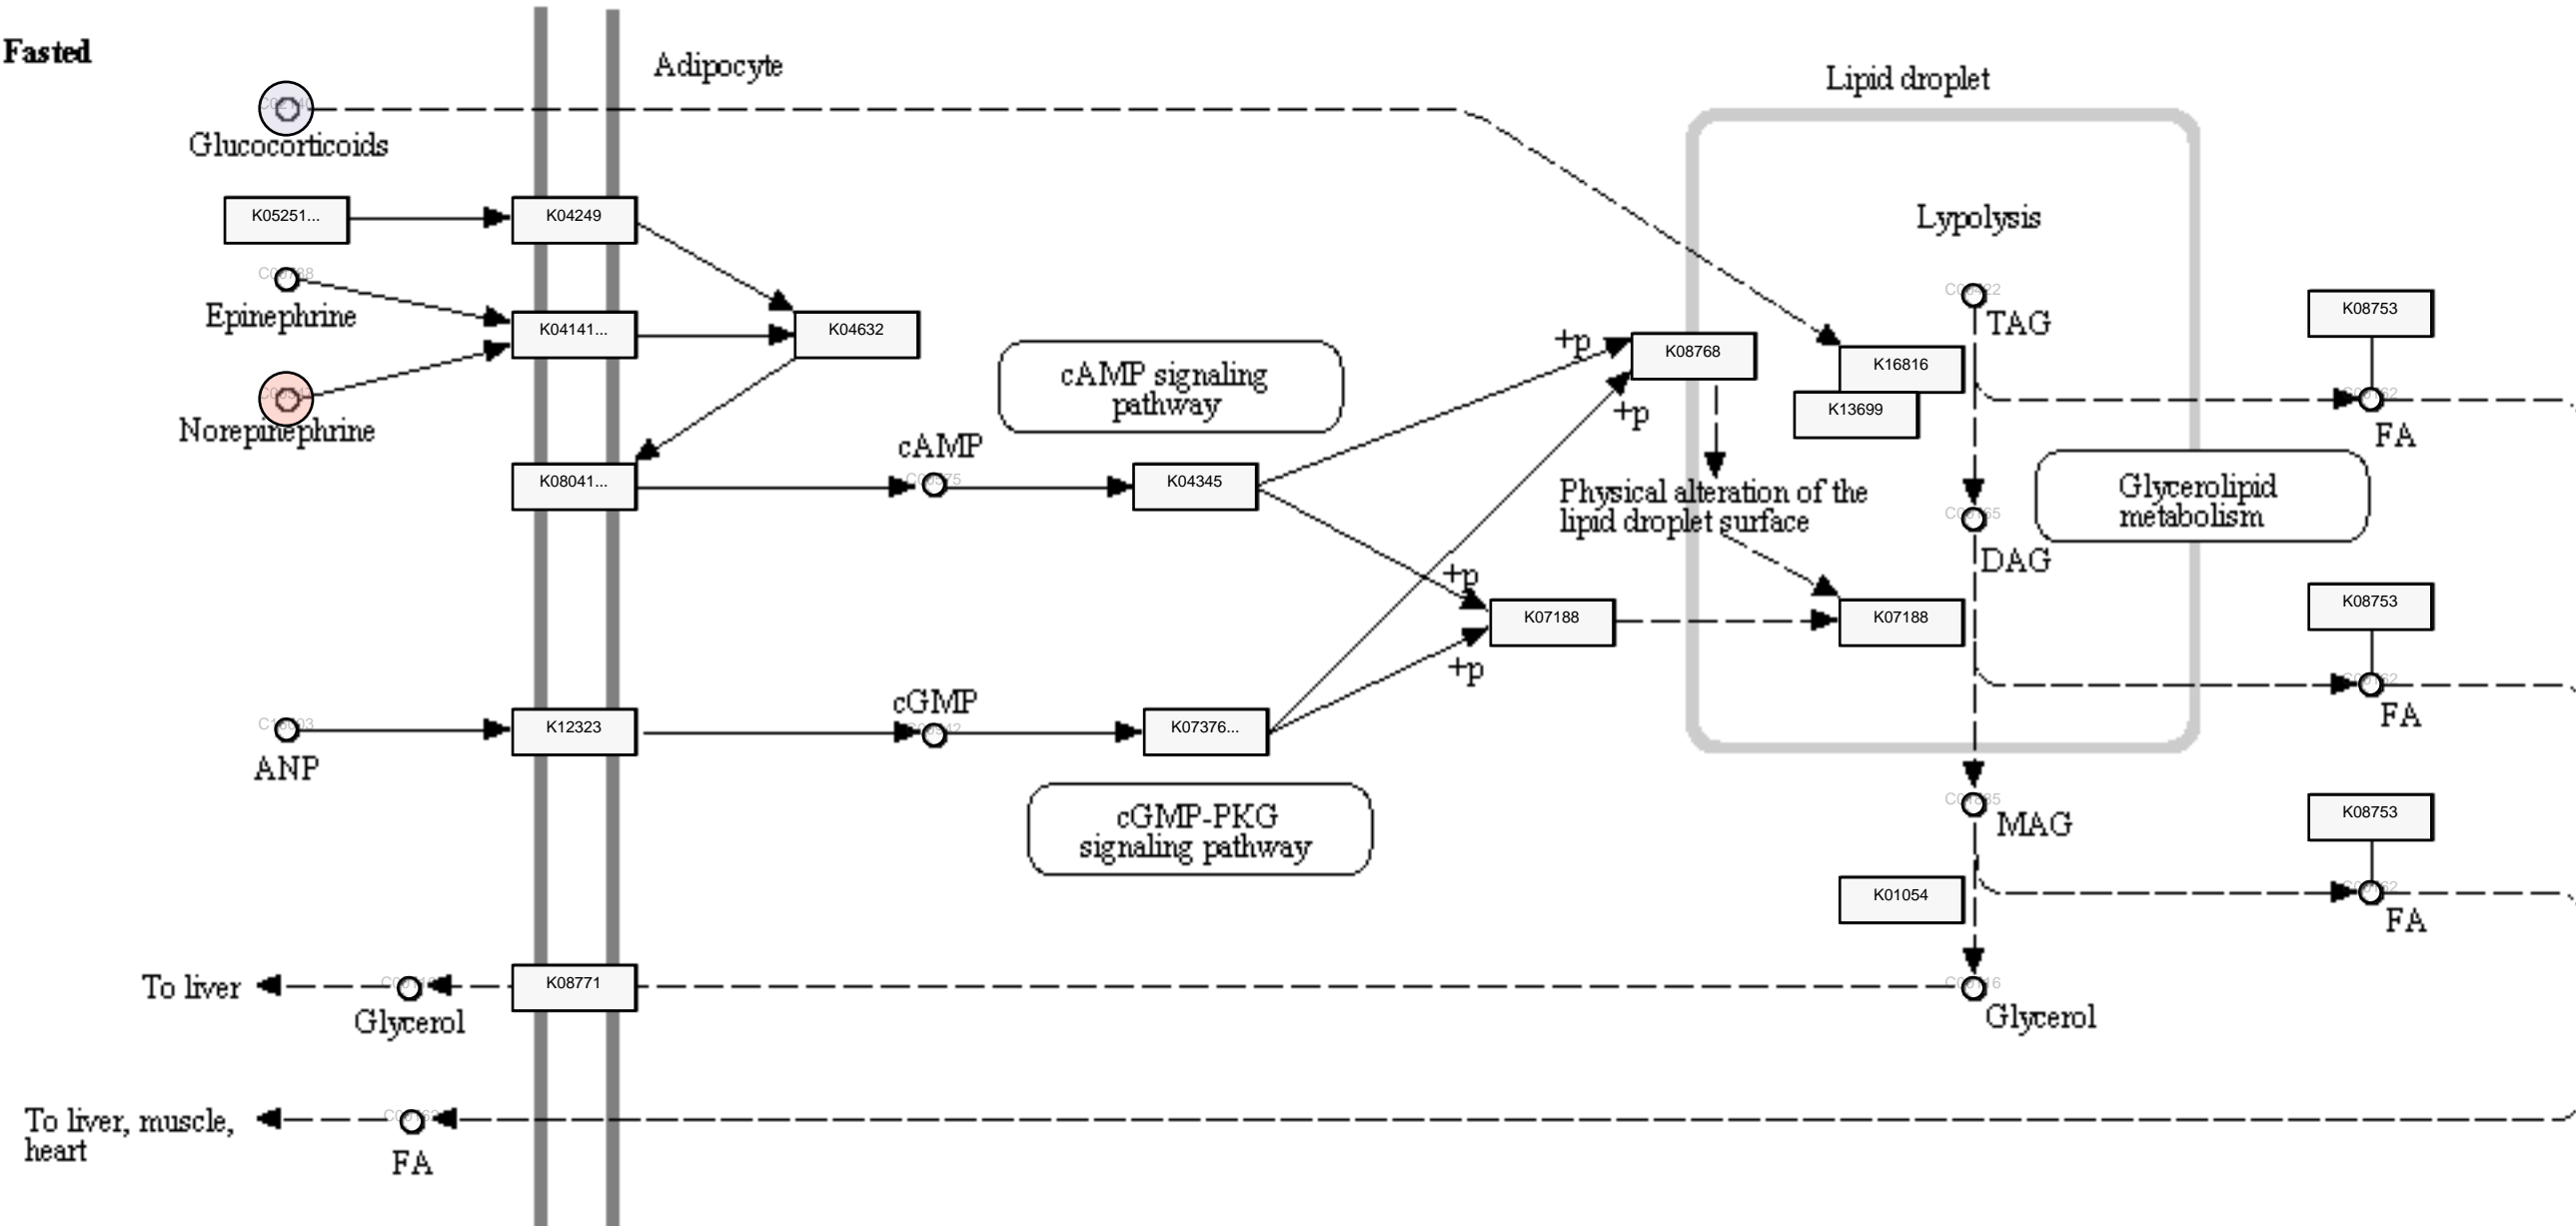 Fasted
Adipocyte
Lipid droplet
Glucocorticoids
K05251...
K04249
Lypolysis
Epinephrine
K04141...
K04632
TAG
K08753
+p
K08768
K16816
cAMP signaling
pathway
K13699
Norepinephrine
+p
FA
cAMP
K08041...
K04345
Physical alteration of the
lipid droplet surface
Glycerolipid
metabolism
DAG
+p
K08753
K07188
K07188
+p
cGMP
FA
K12323
K07376...
ANP
cGMP-PKG
signaling pathway
MAG
K08753
K01054
FA
To liver
K08771
Glycerol
Glycerol
To liver, muscle,
heart
FA